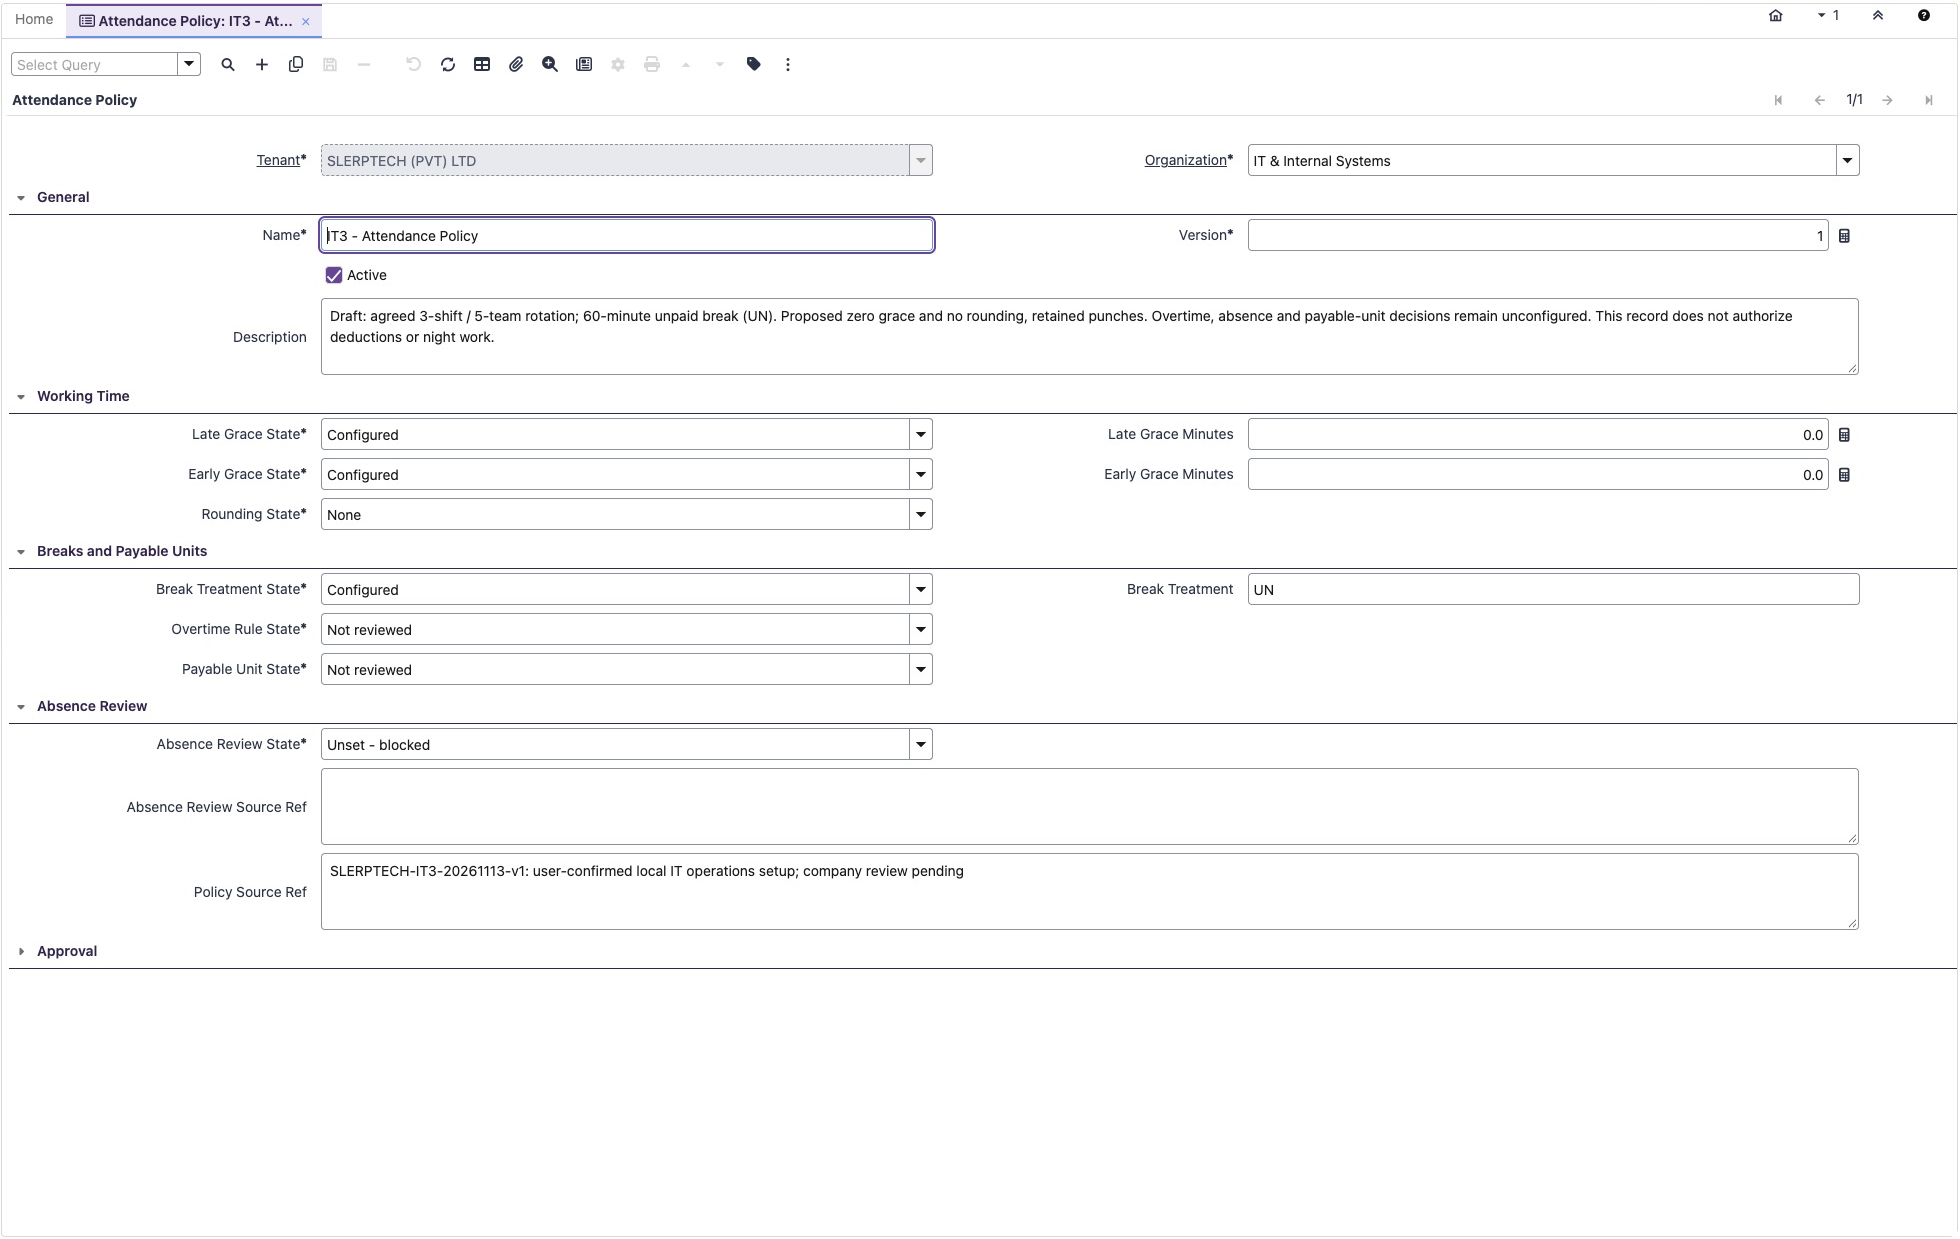 Home
Attendance Policy: IT3 - At... ×
1
Select Query
Attendance Policy
1/1
Tenant* SLERPTECH (PVT) LTD Organization* IT & Internal Systems
General
Name* IT3 - Attendance Policy Version* 1
Active
Description
Draft: agreed 3-shift / 5-team rotation; 60-minute unpaid break (UN). Proposed zero grace and no rounding, retained punches. Overtime, absence and payable-unit decisions remain unconfigured. This record does not authorize
deductions or night work.
Working Time
Late Grace State* Configured Late Grace Minutes 0.0
Early Grace State* Configured Early Grace Minutes 0.0
Rounding State* None
Breaks and Payable Units
Break Treatment State* Configured Break Treatment UN
Overtime Rule State* Not reviewed
Payable Unit State* Not reviewed
Absence Review
Absence Review State* Unset - blocked
Absence Review Source Ref
Policy Source Ref SLERPTECH-IT3-20261113-v1: user-confirmed local IT operations setup; company review pending
Approval